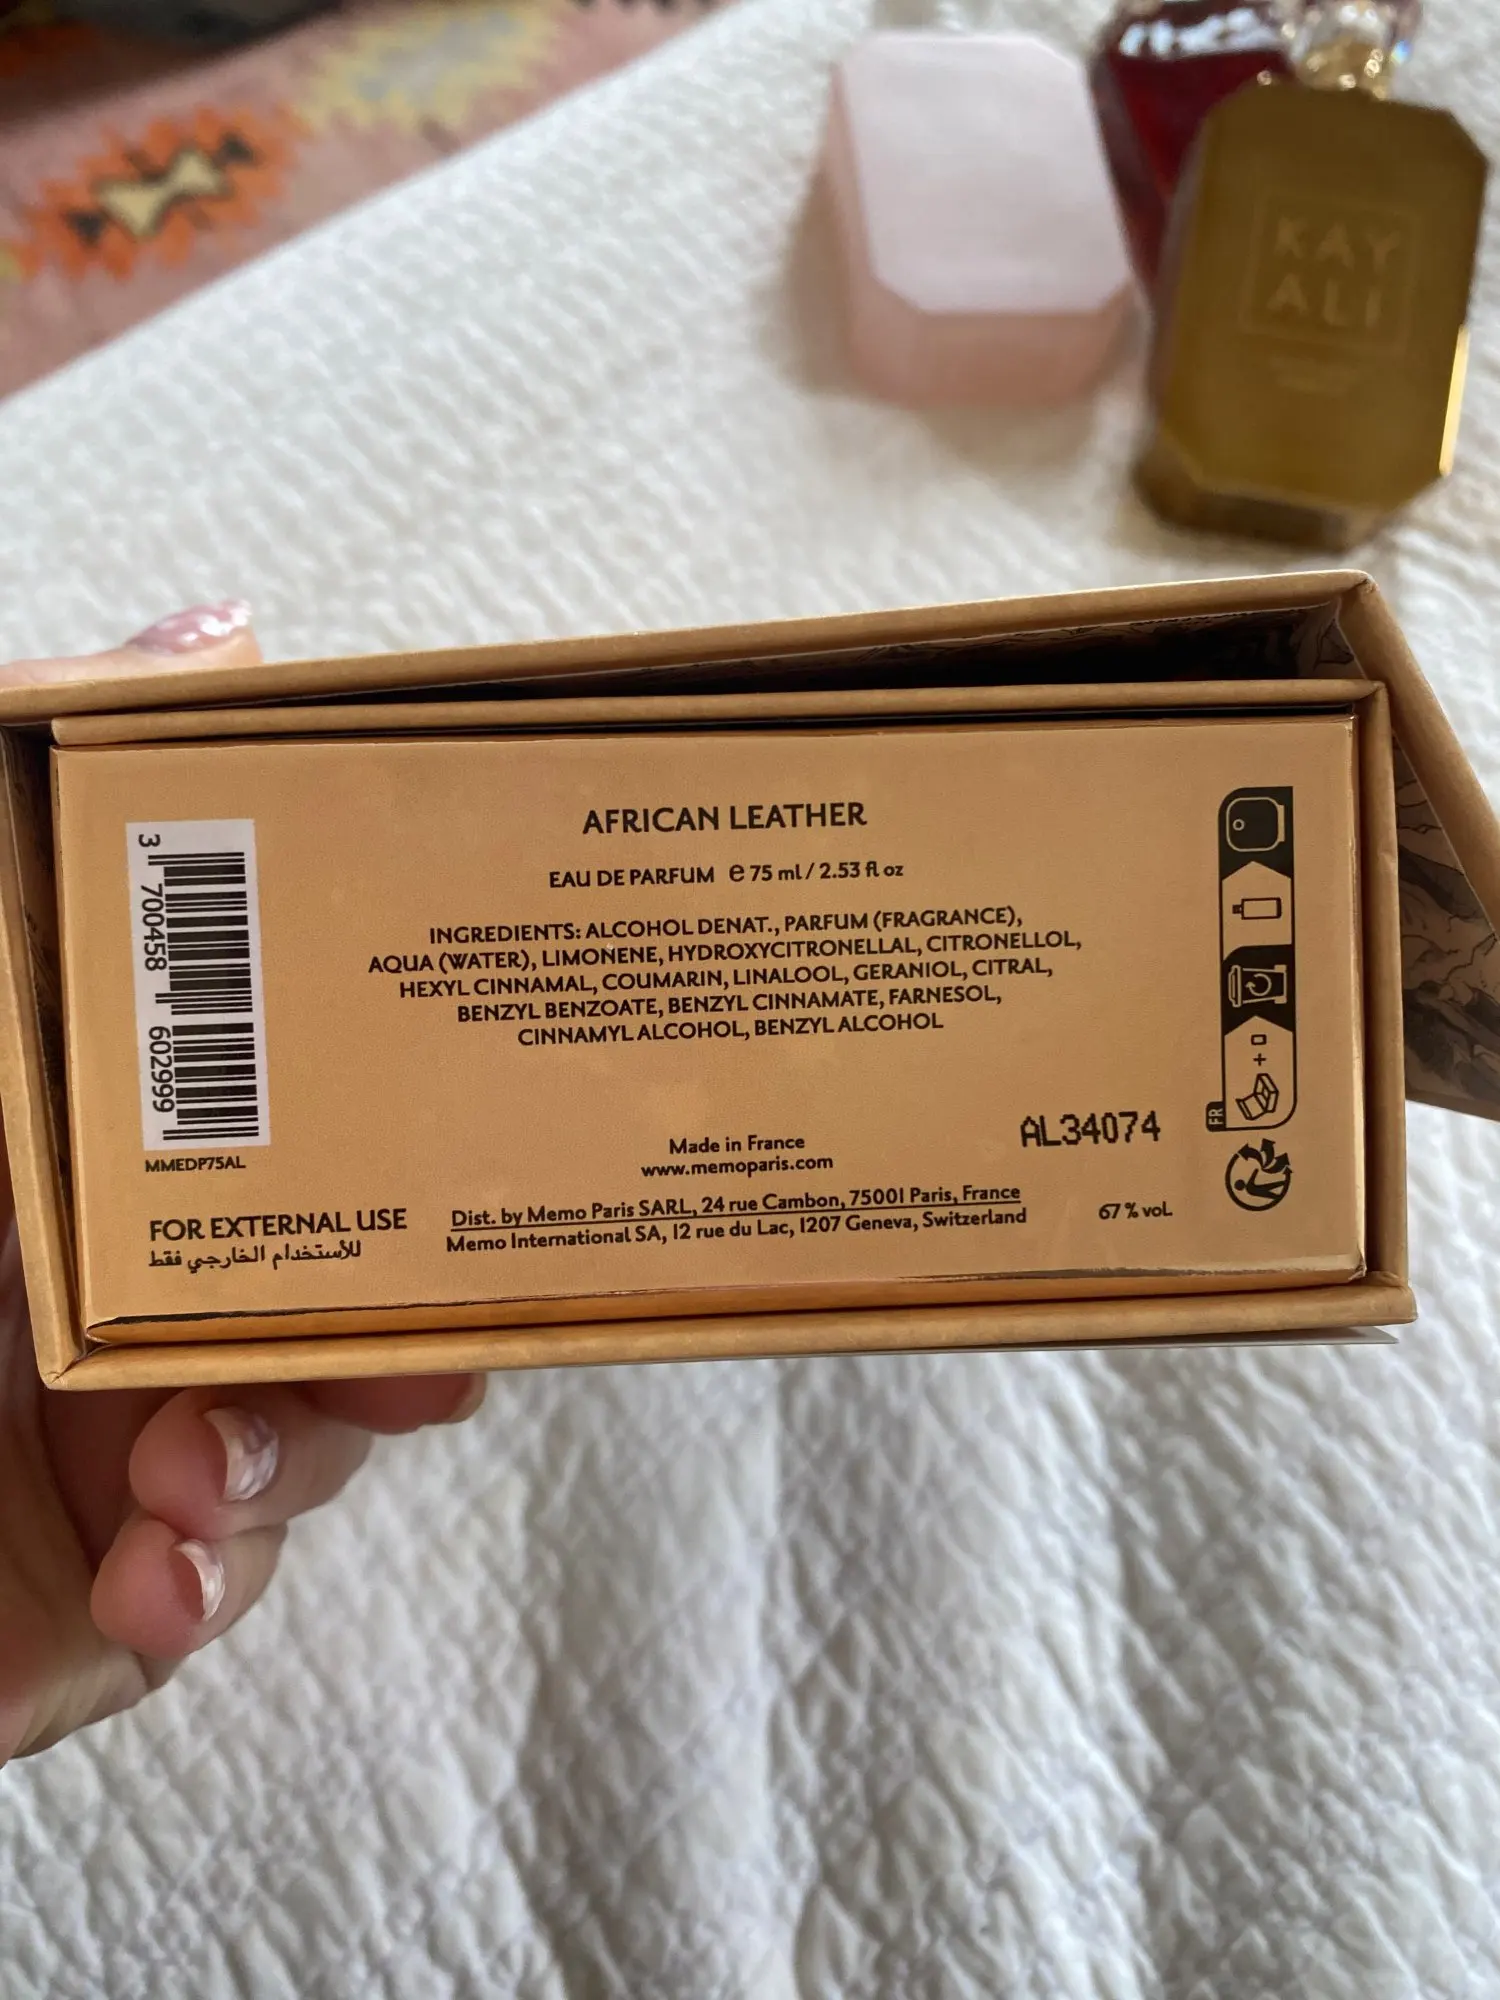 KAY
ALI
AFRICAN LEATHER
EAU DE PARFUM ℮ 75 ml / 2.53 fl oz
INGREDIENTS: ALCOHOL DENAT., PARFUM (FRAGRANCE),
AQUA (WATER), LIMONENE, HYDROXYCITRONELLAL, CITRONELLOL,
HEXYL CINNAMAL, COUMARIN, LINALOOL, GERANIOL, CITRAL,
BENZYL BENZOATE, BENZYL CINNAMATE, FARNESOL,
CINNAMYL ALCOHOL, BENZYL ALCOHOL
3 700458 602999
MMEDP75AL
Made in France
www.memoparis.com
AL34074
FR
FOR EXTERNAL USE
للأستخدام الخارجي فقط
Dist. by Memo Paris SARL, 24 rue Cambon, 75001 Paris, France
Memo International SA, 12 rue du Lac, 1207 Geneva, Switzerland
67 % vol.